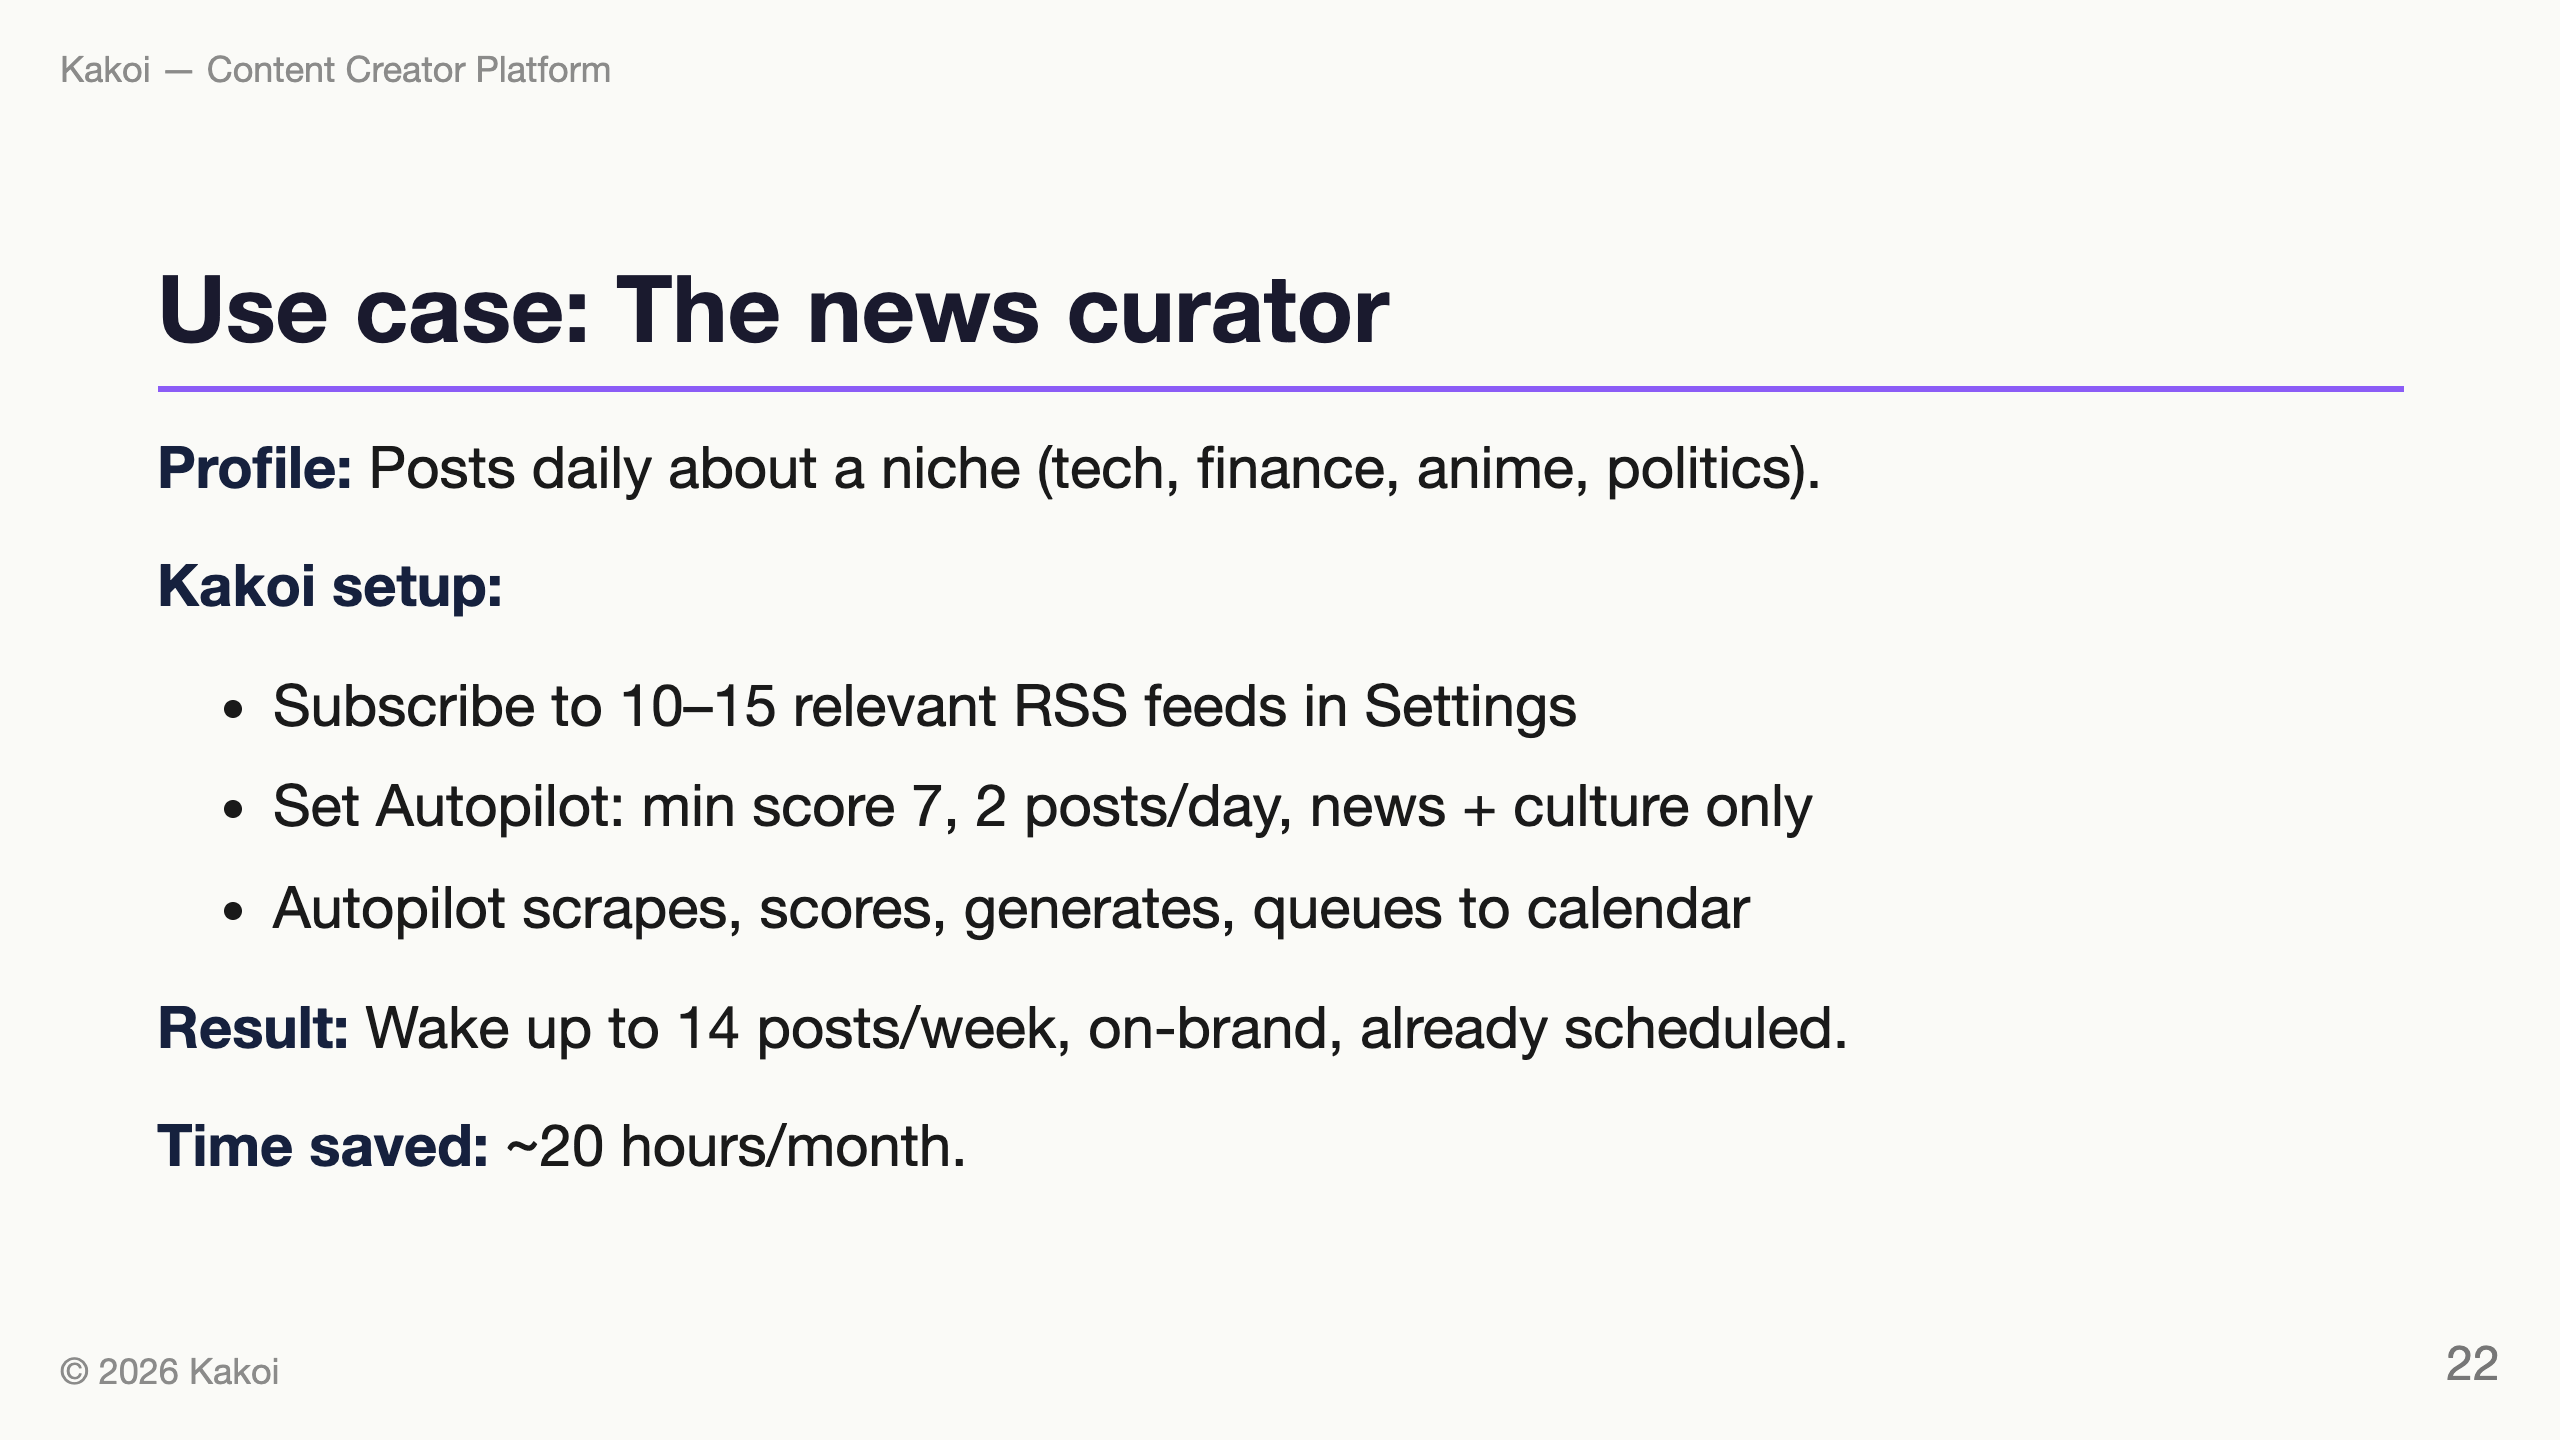 Kakoi — Content Creator Platform
Use case: The news curator
Profile: Posts daily about a niche (tech, finance, anime, politics).
Kakoi setup:
• Subscribe to 10–15 relevant RSS feeds in Settings
• Set Autopilot: min score 7, 2 posts/day, news + culture only
• Autopilot scrapes, scores, generates, queues to calendar
Result: Wake up to 14 posts/week, on-brand, already scheduled.
Time saved: ~20 hours/month.
© 2026 Kakoi
22